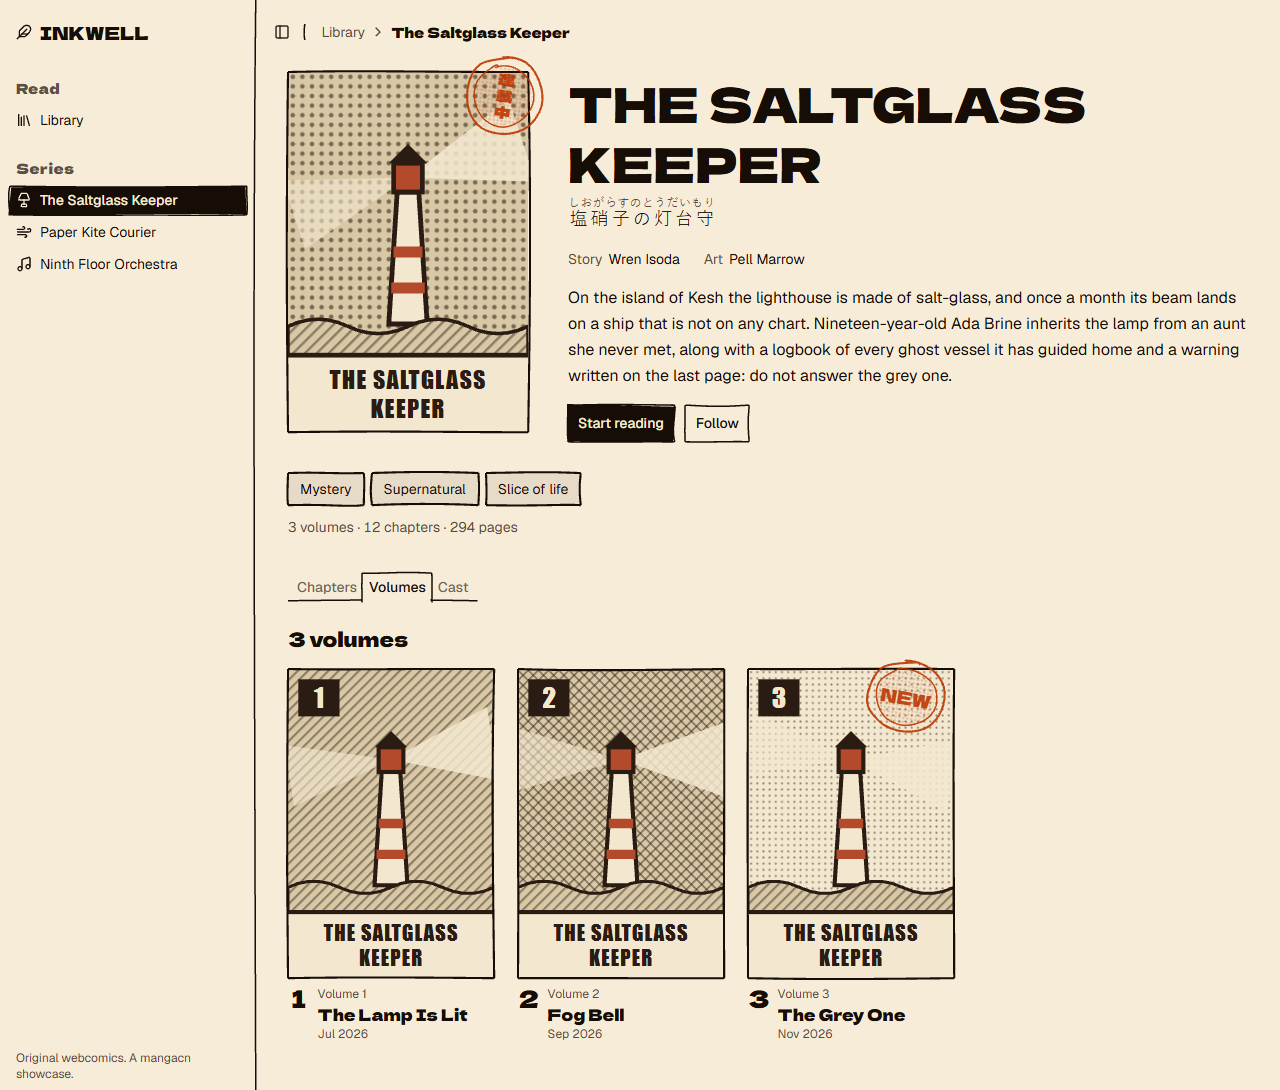 INKWELL
Read
Library
Series
The Saltglass Keeper
Paper Kite Courier
Ninth Floor Orchestra
Original webcomics. A mangacn
showcase.
Library > The Saltglass Keeper
連載中
THE SALTGLASS
KEEPER
THE SALTGLASS
KEEPER
しおがらすのとうだいもり
塩硝子の灯台守
Story Wren Isoda Art Pell Marrow
On the island of Kesh the lighthouse is made of salt-glass, and once a month its beam lands
on a ship that is not on any chart. Nineteen-year-old Ada Brine inherits the lamp from an aunt
she never met, along with a logbook of every ghost vessel it has guided home and a warning
written on the last page: do not answer the grey one.
Start reading Follow
Mystery Supernatural Slice of life
3 volumes · 12 chapters · 294 pages
Chapters Volumes Cast
3 volumes
1
THE SALTGLASS
KEEPER
1 Volume 1
The Lamp Is Lit
Jul 2026
2
THE SALTGLASS
KEEPER
2 Volume 2
Fog Bell
Sep 2026
3
NEW
THE SALTGLASS
KEEPER
3 Volume 3
The Grey One
Nov 2026